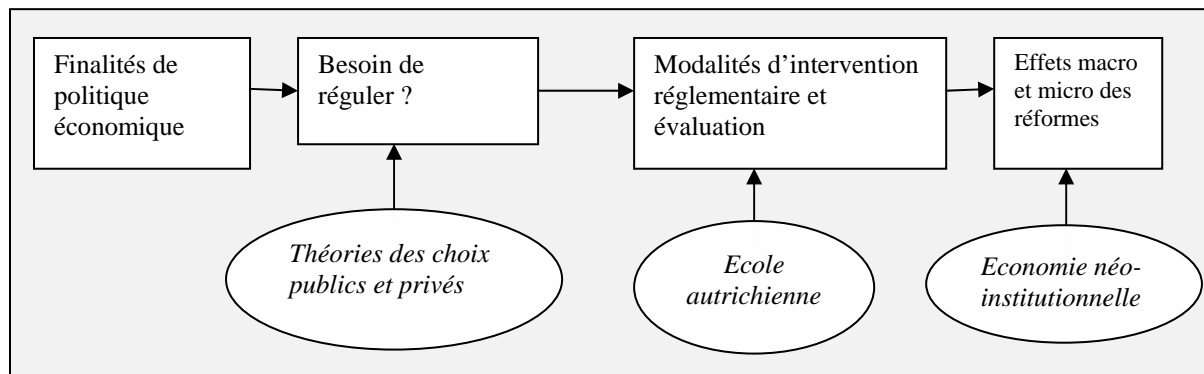 Finalités de
politique
économique
Besoin de
réguler ?
Modalités d’intervention
réglementaire et
évaluation
Effets macro
et micro des
réformes
Théories des choix
publics et privés
Ecole
autrichienne
Economie néo-
institutionnelle